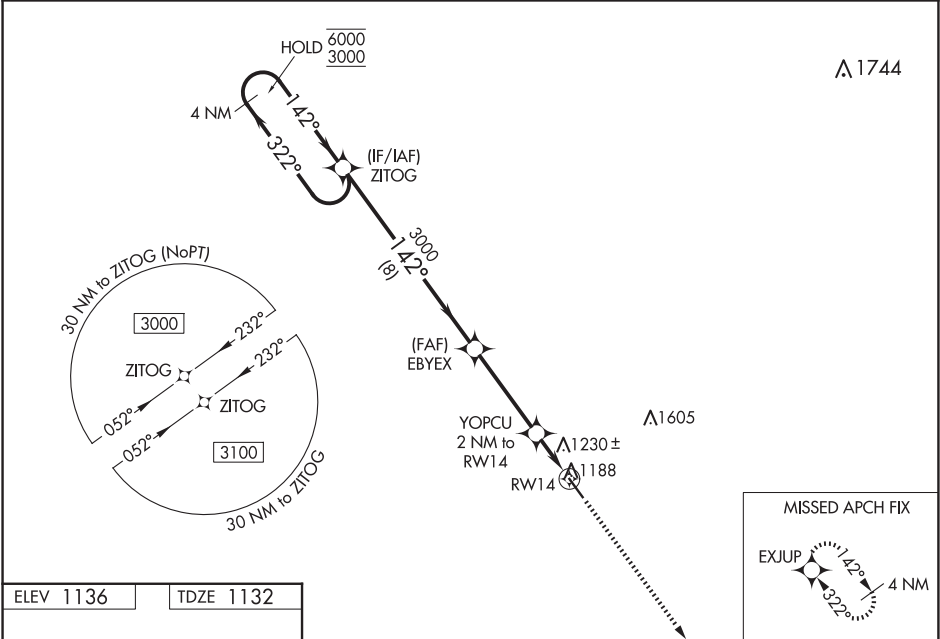 HOLD 6000
3000
1744
4 NM
142°
322°
(IF/IAF)
ZITOG
3000
142°
(8)
30 NM to ZITOG (NoPT)
3000
232°
232°
ZITOG
ZITOG
052°
052°
3100
30 NM to ZITOG
(FAF)
EBYEX
YOPCU
2 NM to
RW14
1605
1230 ±
1188
RW14
MISSED APCH FIX
EXJUP
142°
322°
4 NM
ELEV 1136
TDZE 1132